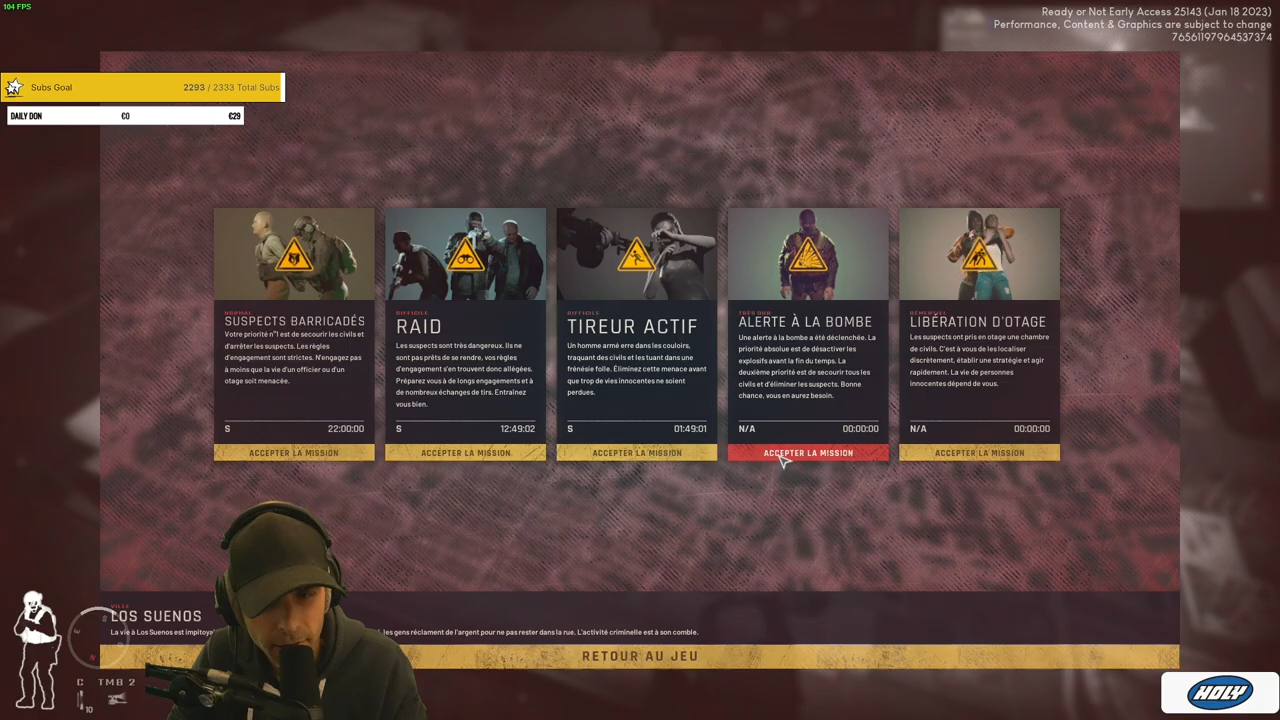 104 FPS
Ready or Not Early Access 25143 (Jan 18 2023)
Performance, Content & Graphics are subject to change
76561197964537374
Subs Goal 2293 / 2333 Total Subs
DAILY DON €0 €29
NORMAL
SUSPECTS BARRICADÉS
Votre priorité n°1 est de secourir les civils et
d'arrêter les suspects. Les règles
d'engagement sont strictes. N'engagez pas
à moins que la vie d'un officier ou d'un
otage soit menacée.
S 22:00:00
ACCEPTER LA MISSION
DIFFICILE
RAID
Les suspects sont très dangereux. Ils ne
sont pas prêts de se rendre, vos règles
d'engagement s'en trouvent donc allégées.
Préparez vous à de longs engagements et à
de nombreux échanges de tirs. Entraînez
vous bien.
S 12:49:02
ACCEPTER LA MISSION
DIFFICILE
TIREUR ACTIF
Un homme armé erre dans les couloirs,
traquant des civils et les tuant dans une
frénésie folle. Éliminez cette menace avant
que trop de vies innocentes ne soient
perdues.
S 01:49:01
ACCEPTER LA MISSION
TRÈS DUR
ALERTE À LA BOMBE
Une alerte à la bombe a été déclenchée. La
priorité absolue est de désactiver les
explosifs avant la fin du temps. La
deuxième priorité est de secourir tous les
civils et d'éliminer les suspects. Bonne
chance, vous en aurez besoin.
N/A 00:00:00
ACCEPTER LA MISSION
LIBÉRATION D'OTAGE
Les suspects ont pris en otage une chambre
de civils. C'est à vous de les localiser
discrètement, établir une stratégie et agir
rapidement. La vie de personnes
innocentes dépend de vous.
N/A 00:00:00
ACCEPTER LA MISSION
VILLE
LOS SUENOS
La vie à Los Suenos est impitoya les gens réclament de l'argent pour ne pas rester dans la rue. L'activité criminelle est à son comble.
RETOUR AU JEU
C TMB 2
10
HOLY